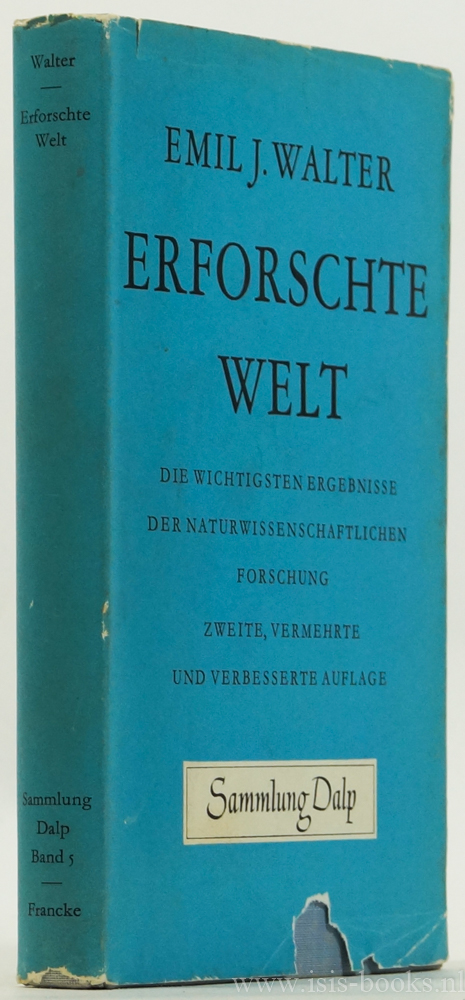 Walter
Erforschte
Welt
Sammlung
Dalp
Band 5
Francke
EMIL J. WALTER
ERFORSCHTE
WELT
DIE WICHTIGSTEN ERGEBNISSE
DER NATURWISSENSCHAFTLICHEN
FORSCHUNG
ZWEITE, VERMEHRTE
UND VERBESSERTE AUFLAGE
Sammlung Dalp
www.isis-books.nl